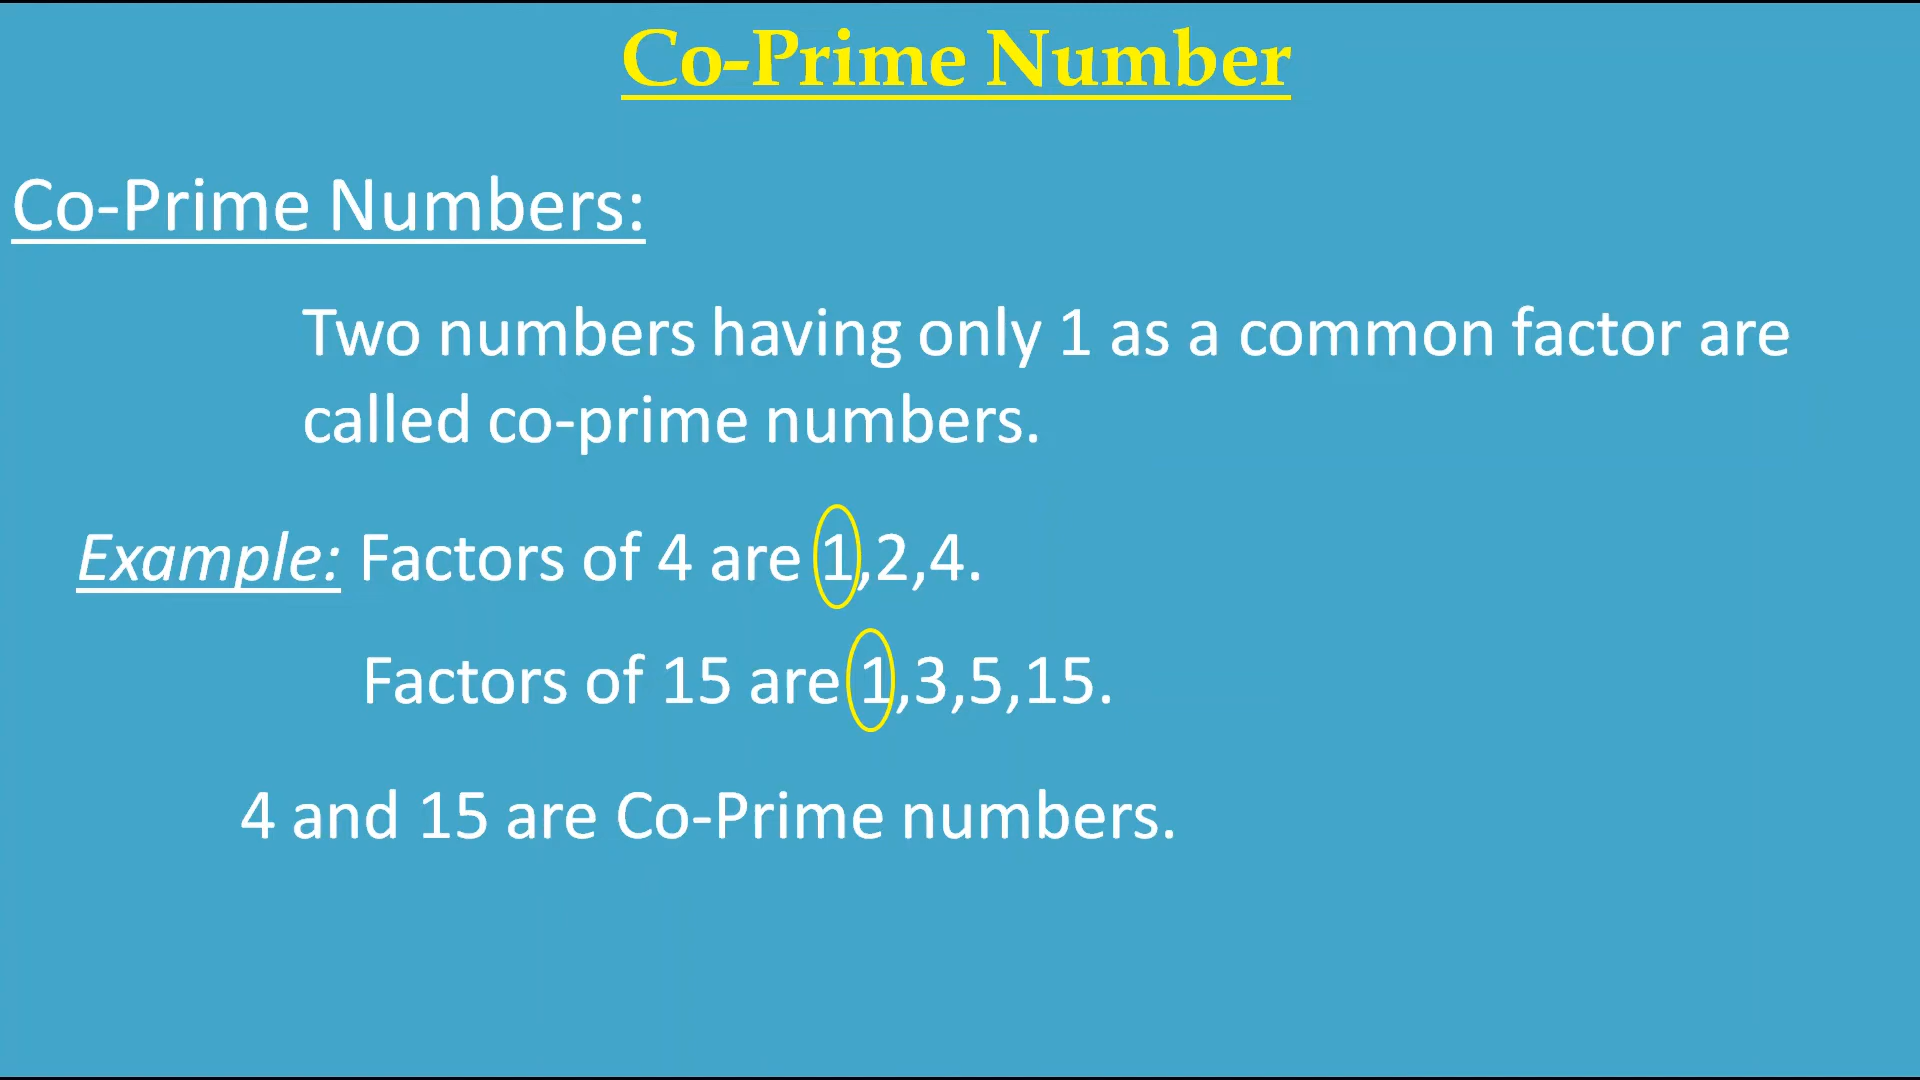 Co-Prime Number
Co-Prime Numbers:
Two numbers having only 1 as a common factor are
called co-prime numbers.
Example: Factors of 4 are 1,2,4.
Factors of 15 are 1,3,5,15.
4 and 15 are Co-Prime numbers.